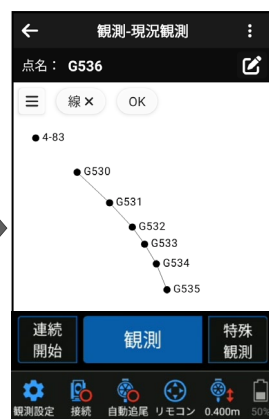 観測-現況観測
点名： G536
線 ×
OK
4-83
G530
G531
G532
G533
G534
G535
連続
開始
観測
特殊
観測
観測設定 接続 自動追尾 リモコン 0.400m 50%